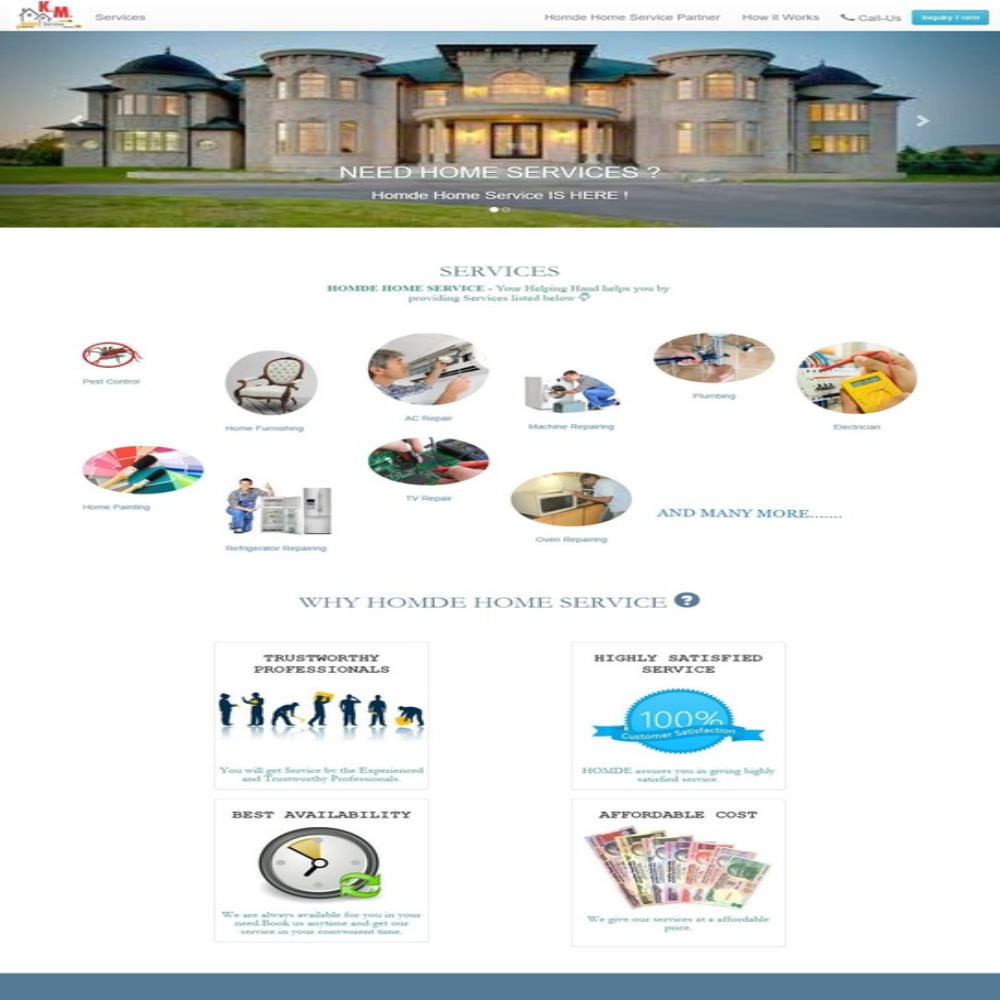 K.M.
Service
Services
Homde Home Service Partner
How it Works
Call-Us
Inquiry Form
NEED HOME SERVICES ?
Homde Home Service IS HERE !
SERVICES
HOMDE HOME SERVICE - Your Helping Hand helps you by
providing Services listed below
Pest Control
Home Furnishing
AC Repair
Machine Repairing
Plumbing
Electrician
Home Painting
Refrigerator Repairing
TV Repair
Oven Repairing
AND MANY MORE.......
WHY HOMDE HOME SERVICE ?
TRUSTWORTHY
PROFESSIONALS
You will get Service by the Experienced
and Trustworthy Professionals.
HIGHLY SATISFIED
SERVICE
100%
Customer Satisfaction
HOMDE assures you in giving highly
satisfied service.
BEST AVAILABILITY
We are always available for you in your
need.Book us anytime and get our
service in your convenient time.
AFFORDABLE COST
We give our services at a affordable
price.